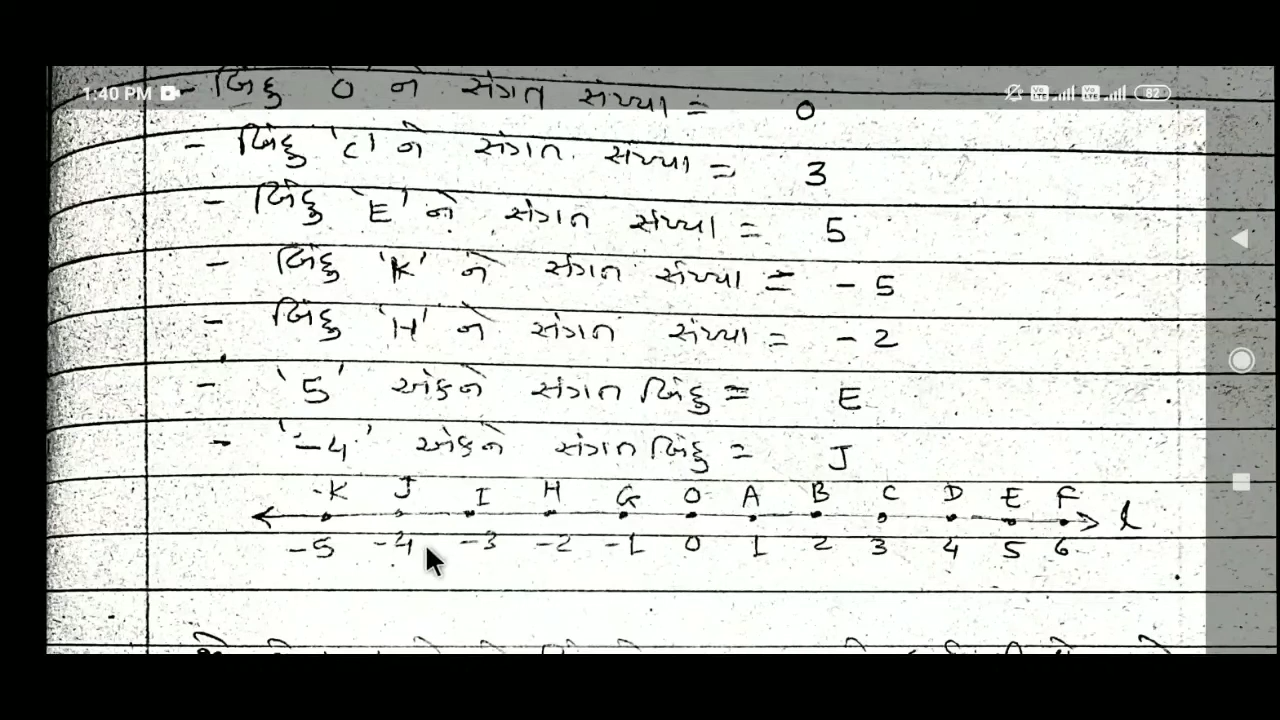 1:40 PM 82
- બિંદુ 'O' ને સંગત સંખ્યા = 0
- બિંદુ 'C' ને સંગત સંખ્યા = 3
- બિંદુ 'E' ને સંગત સંખ્યા = 5
- બિંદુ 'K' ને સંગત સંખ્યા = -5
- બિંદુ 'H' ને સંગત સંખ્યા = -2
- '5' અંકને સંગત બિંદુ = E
- '-4' અંકને સંગત બિંદુ = J
K J I H G O A B C D E F
l
-5 -4 -3 -2 -1 0 1 2 3 4 5 6